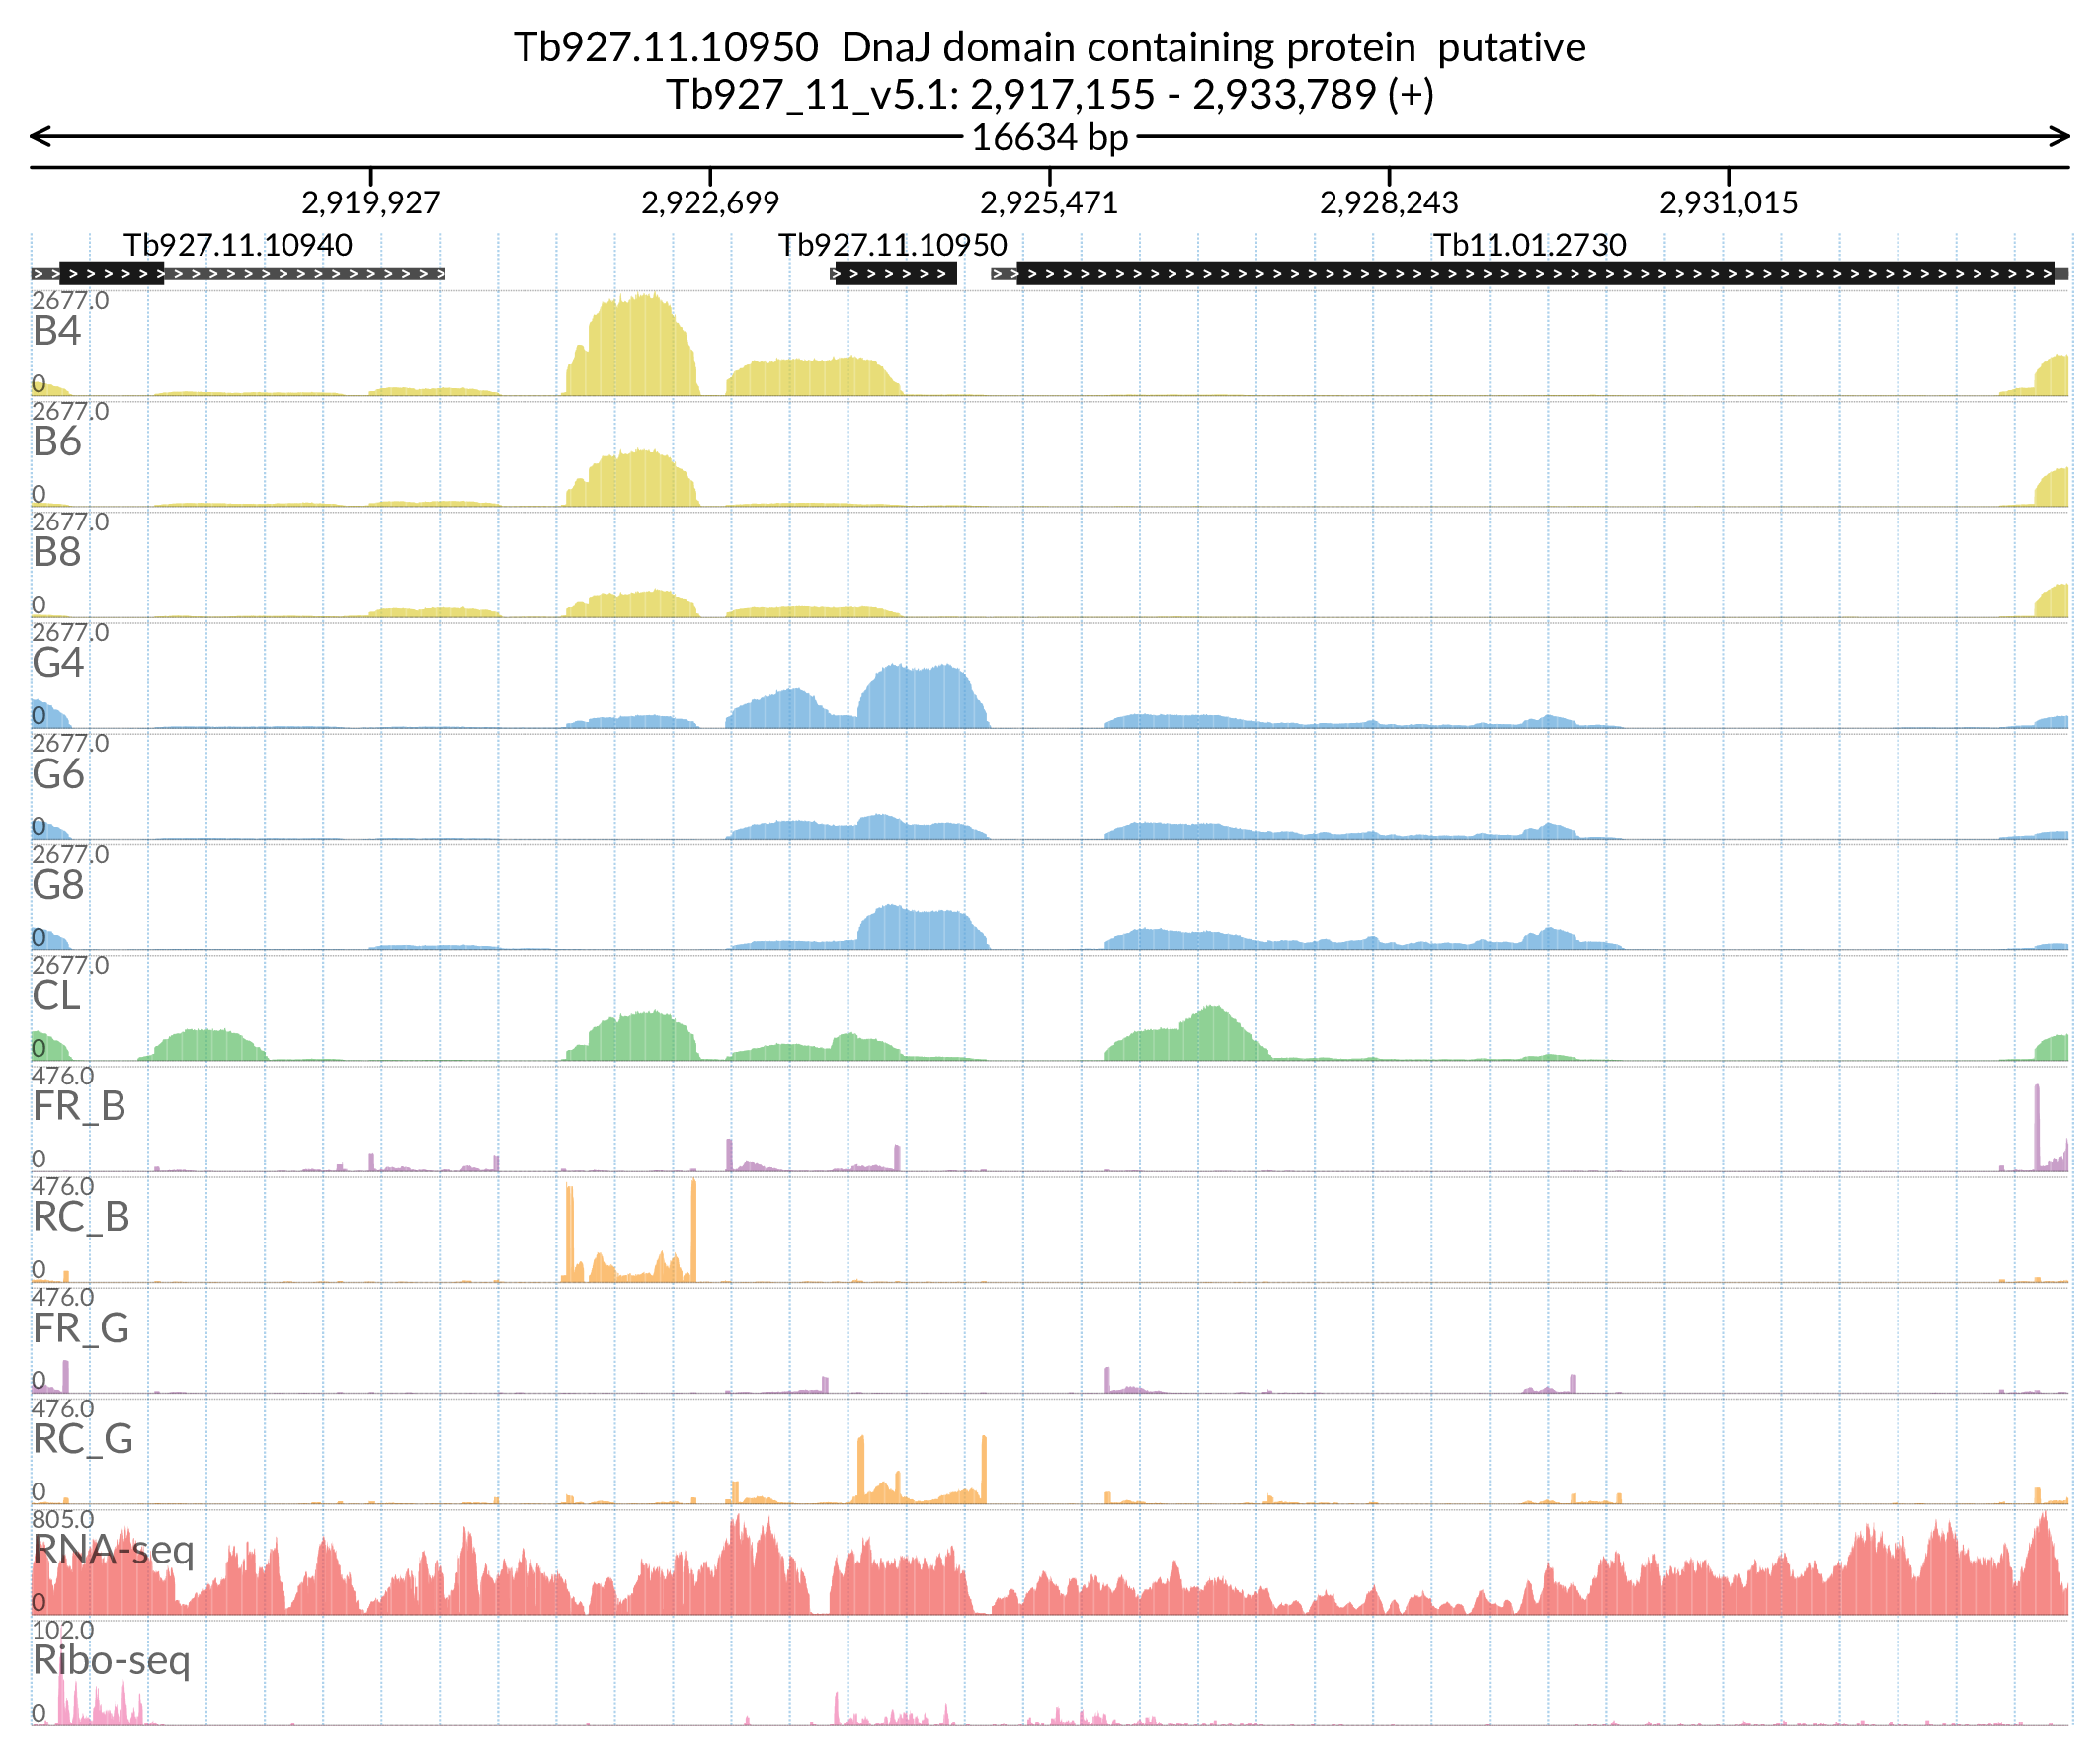 Tb927.11.10950 DnaJ domain containing protein putative
Tb927_11_v5.1: 2,917,155 - 2,933,789 (+)
16634 bp
2,919,927 2,922,699 2,925,471 2,928,243 2,931,015
Tb927.11.10940 Tb927.11.10950 Tb11.01.2730
2677.0
B4
0
2677.0
B6
0
2677.0
B8
0
2677.0
G4
0
2677.0
G6
0
2677.0
G8
0
2677.0
CL
0
476.0
FR_B
0
476.0
RC_B
0
476.0
FR_G
0
476.0
RC_G
0
805.0
RNA-seq
0
102.0
Ribo-seq
0